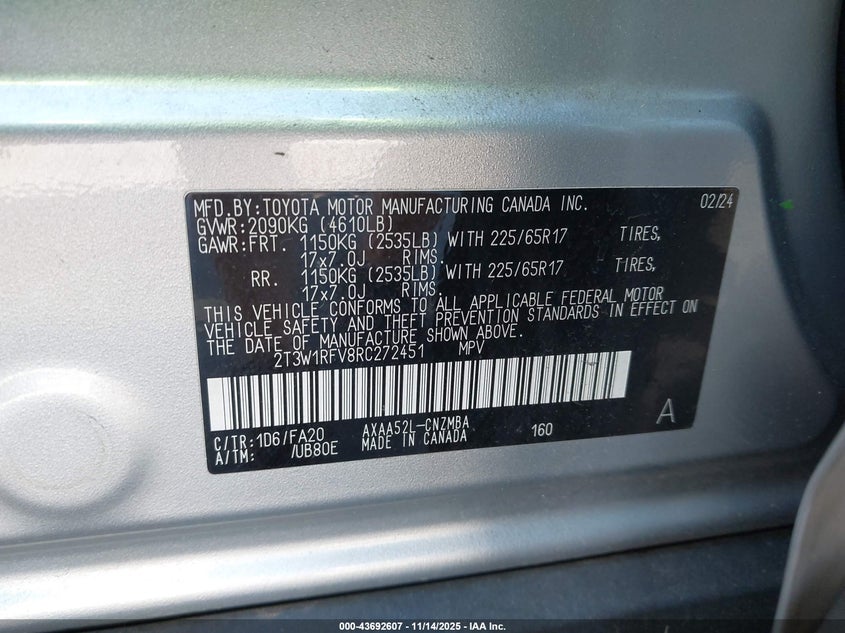 MFD.BY:TOYOTA MOTOR MANUFACTURING CANADA INC. 02/24
GVWR:2090KG (4610LB)
GAWR:FRT. 1150KG (2535LB) WITH 225/65R17 TIRES,
17x7.0J RIMS.
RR. 1150KG (2535LB) WITH 225/65R17 TIRES,
17x7.0J RIMS.
THIS VEHICLE CONFORMS TO ALL APPLICABLE FEDERAL MOTOR
VEHICLE SAFETY AND THEFT PREVENTION STANDARDS IN EFFECT ON
THE DATE OF MANUFACTURE SHOWN ABOVE.
2T3W1RFV8RC272451 MPV
C/TR:1D6/FA20 AXAA52L-CNZMBA 160 A
A/TM: /UB80E MADE IN CANADA
000-43692607 - 11/14/2025 - IAA Inc.